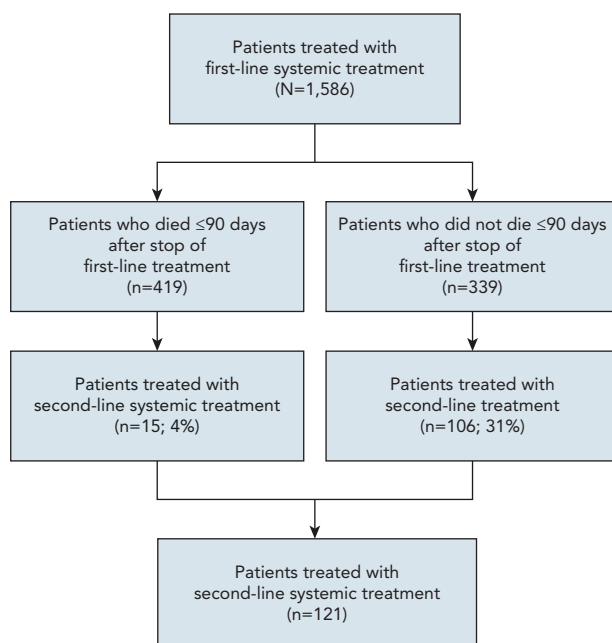 Patients treated with
first-line systemic treatment
(N=1,586)
Patients who died ≤90 days
after stop of
first-line treatment
(n=419)
Patients who did not die ≤90 days
after stop of
first-line treatment
(n=339)
Patients treated with
second-line systemic treatment
(n=15; 4%)
Patients treated with
second-line treatment
(n=106; 31%)
Patients treated with
second-line systemic treatment
(n=121)